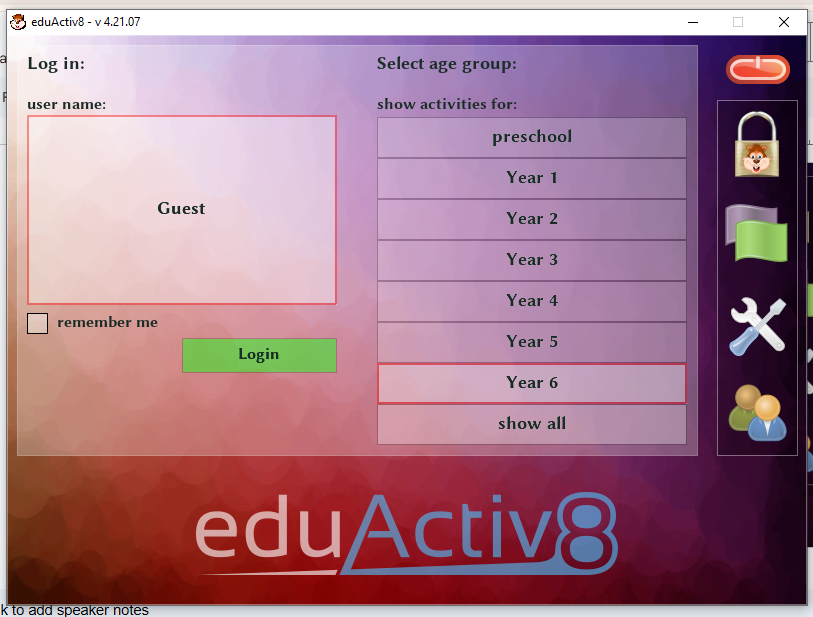 eduActiv8 - v 4.21.07
Log in:
user name:
Guest
remember me
Login
Select age group:
show activities for:
preschool
Year 1
Year 2
Year 3
Year 4
Year 5
Year 6
show all
eduActiv8
k to add speaker notes